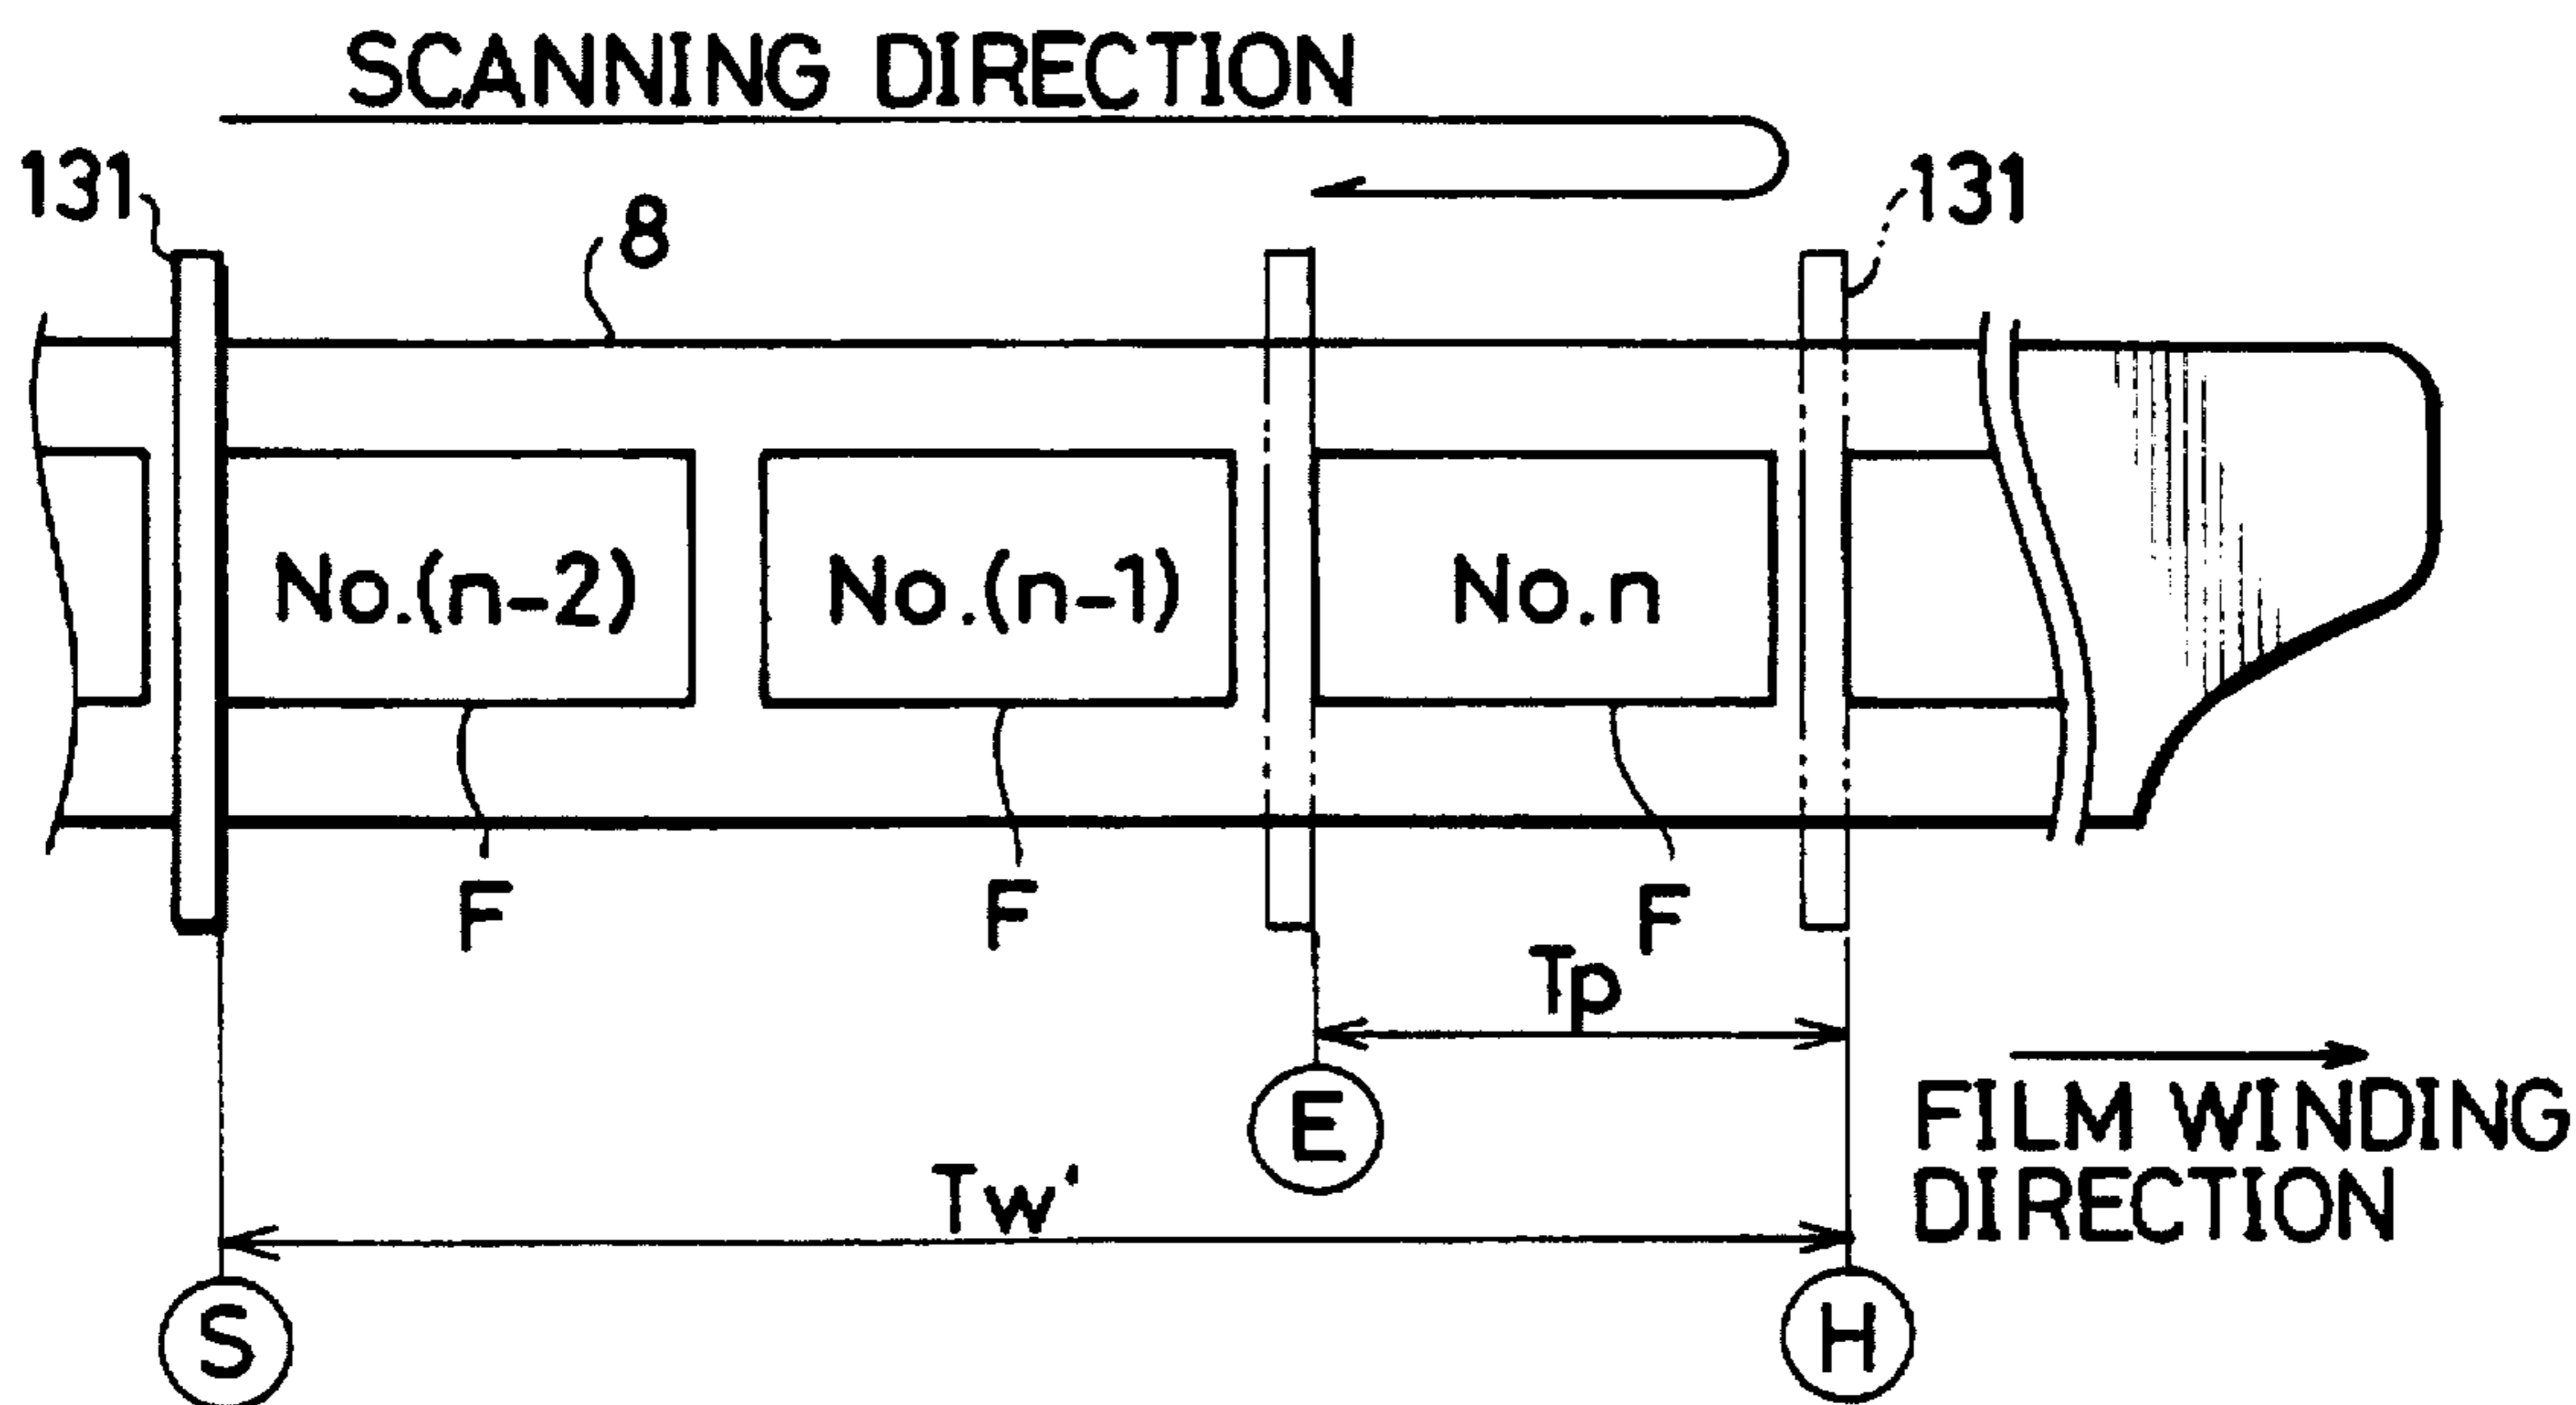 SCANNING DIRECTION
131
8
131
No.(n-2)
No.(n-1)
No.n
F
F
F
Tp
E
FILM WINDING
DIRECTION
Tw'
S
H